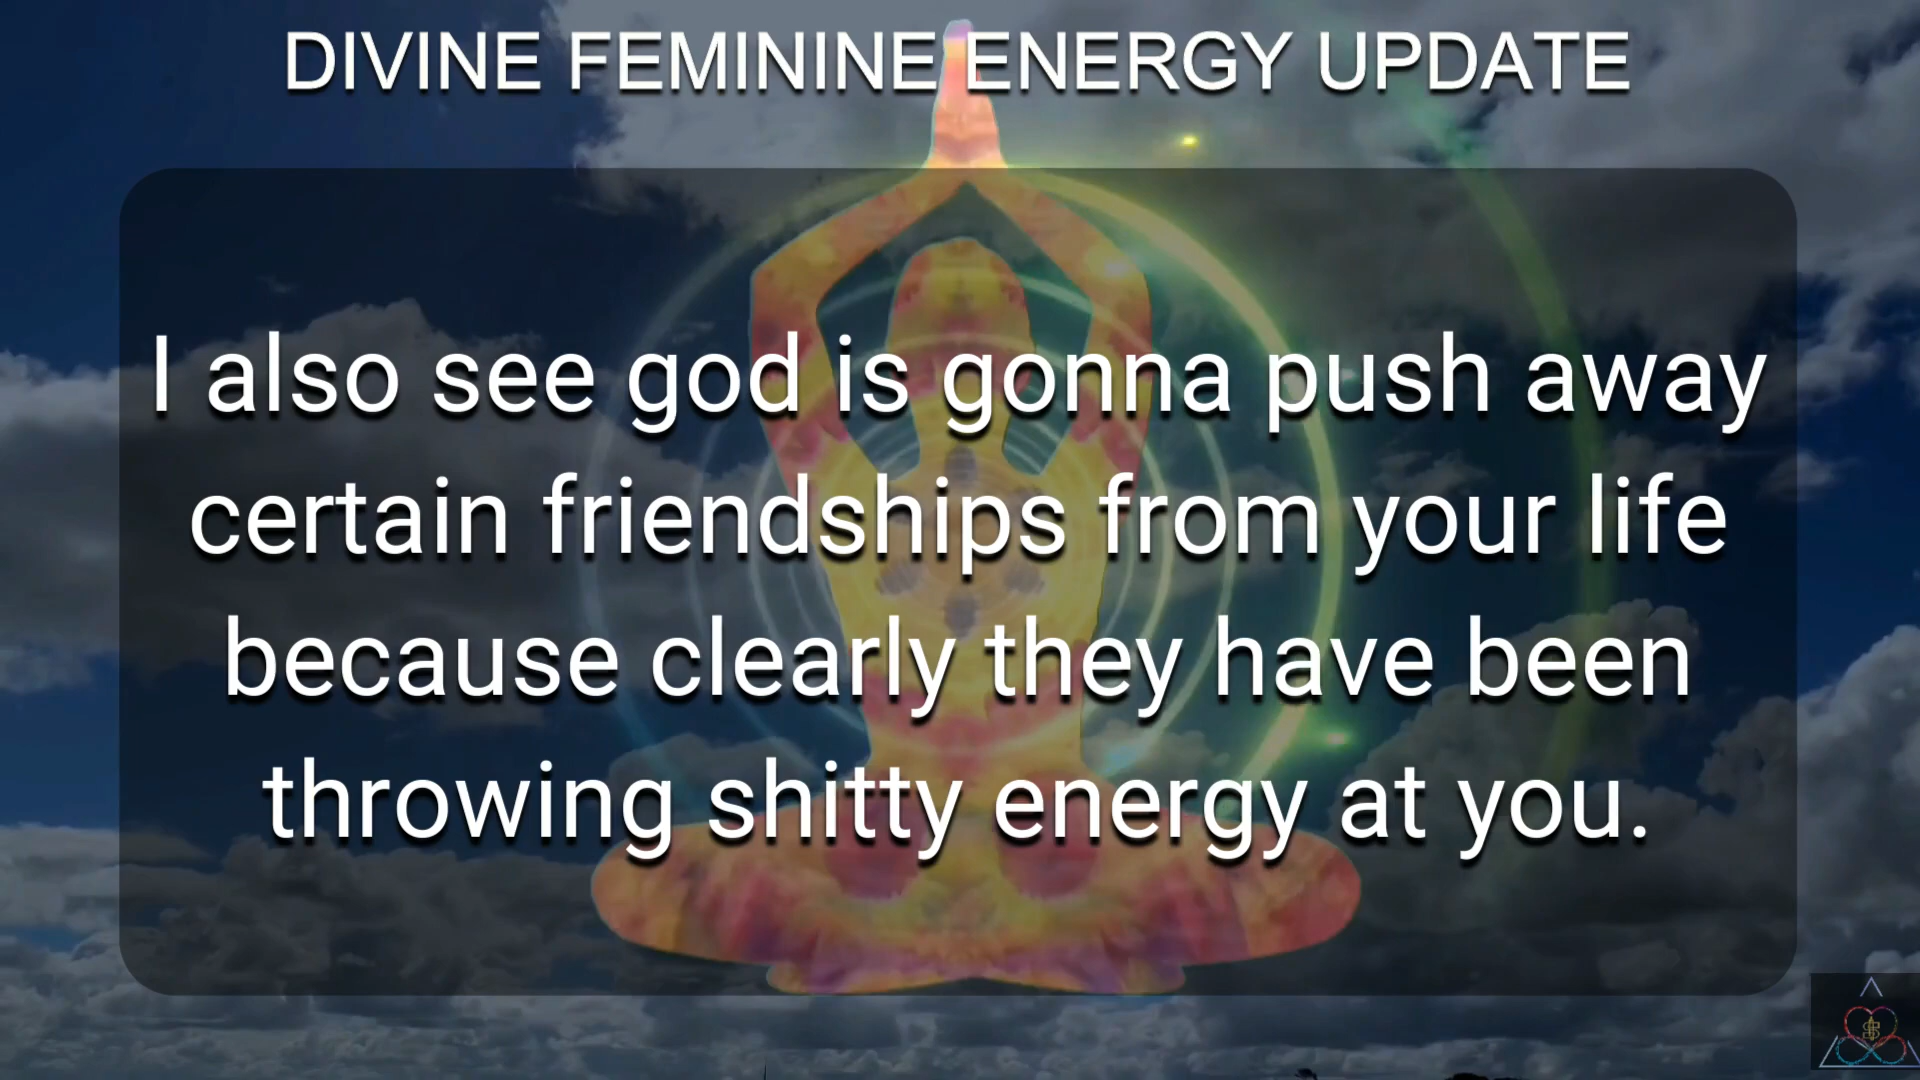 DIVINE FEMININE ENERGY UPDATE
I also see god is gonna push away
certain friendships from your life
because clearly they have been
throwing shitty energy at you.